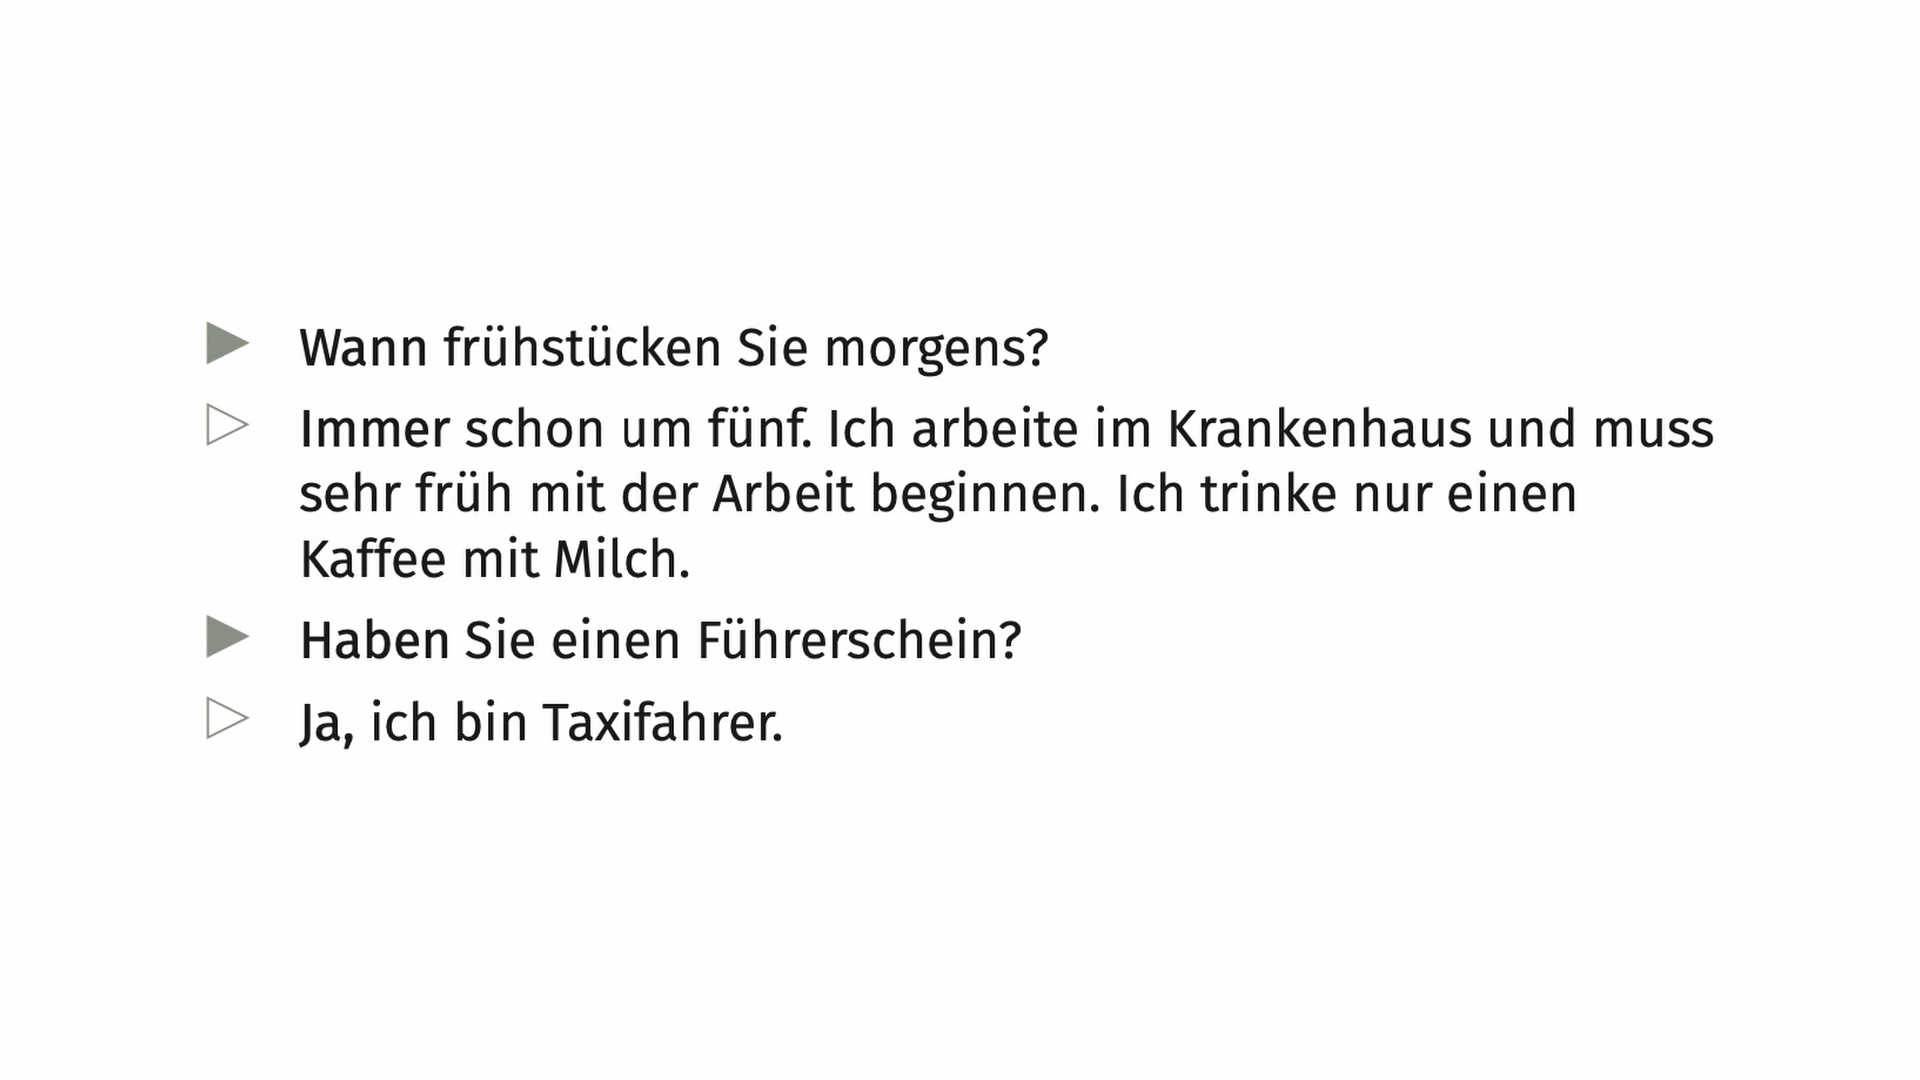 Wann frühstücken Sie morgens?
Immer schon um fünf. Ich arbeite im Krankenhaus und muss
sehr früh mit der Arbeit beginnen. Ich trinke nur einen
Kaffee mit Milch.
Haben Sie einen Führerschein?
Ja, ich bin Taxifahrer.